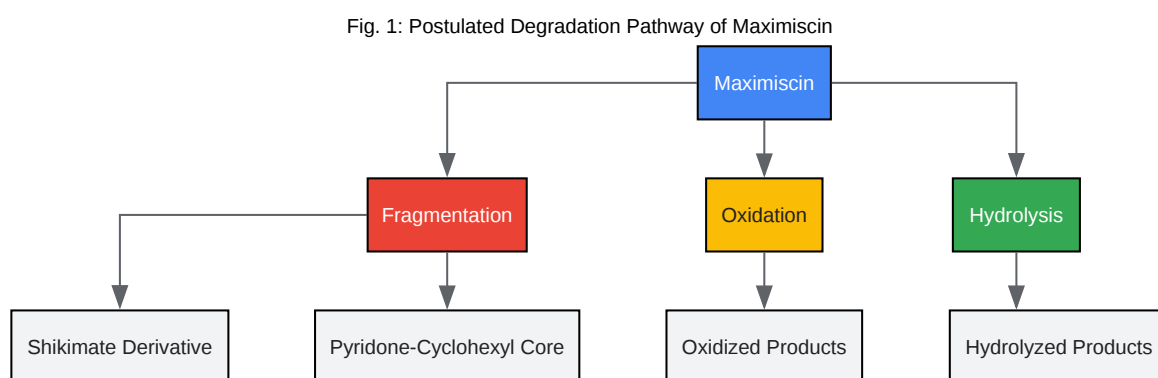 Fig. 1: Postulated Degradation Pathway of Maximiscin
Maximiscin
Fragmentation
Oxidation
Hydrolysis
Shikimate Derivative
Pyridone-Cyclohexyl Core
Oxidized Products
Hydrolyzed Products